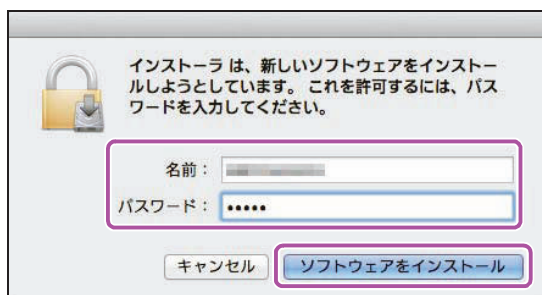 インストーラ は、新しいソフトウェアをインストー
ルしようとしています。 これを許可するには、パス
ワードを入力してください。
名前：
パスワード： •••••
キャンセル ソフトウェアをインストール